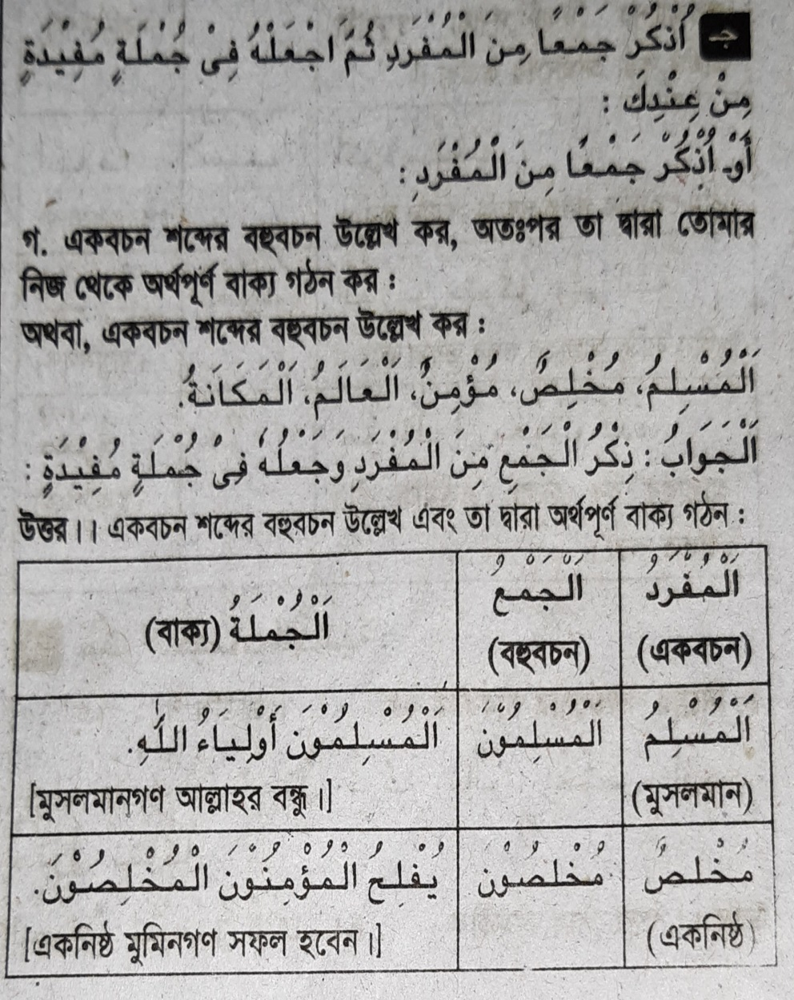 جـ أُذْكُرْ جَمْعًا مِنَ الْمُفْرَدِ ثُمَّ اجْعَلْهُ فِىْ جُمْلَةٍ مُفِيْدَةٍ
مِنْ عِنْدِكَ :
أَوْ أُذْكُرْ جَمْعًا مِنَ الْمُفْرَدِ :
গ. একবচন শব্দের বহুবচন উল্লেখ কর, অতঃপর তা দ্বারা তোমার
নিজ থেকে অর্থপূর্ণ বাক্য গঠন কর :
অথবা, একবচন শব্দের বহুবচন উল্লেখ কর :
اَلْمُسْلِمُ، مُخْلِصٌ، مُؤْمِنٌ، اَلْعَالَمُ، اَلْمَكَانَةُ.
اَلْجَوَابُ : ذِكْرُ الْجَمْعِ مِنَ الْمُفْرَدِ وَجَعْلُهُ فِىْ جُمْلَةٍ مُفِيْدَةٍ :
উত্তর।। একবচন শব্দের বহুবচন উল্লেখ এবং তা দ্বারা অর্থপূর্ণ বাক্য গঠন :
اَلْمُفْرَدُ
(একবচন)
اَلْجَمْعُ
(বহুবচন)
اَلْجُمْلَةُ (বাক্য)
اَلْمُسْلِمُ
(মুসলমান)
اَلْمُسْلِمُوْنَ
اَلْمُسْلِمُوْنَ أَوْلِيَاءُ اللّٰهِ.
[মুসলমানগণ আল্লাহর বন্ধু।]
مُخْلِصٌ
(একনিষ্ঠ)
مُخْلِصُوْنَ
يُفْلِحُ الْمُؤْمِنُوْنَ الْمُخْلِصُوْنَ.
[একনিষ্ঠ মুমিনগণ সফল হবেন।]